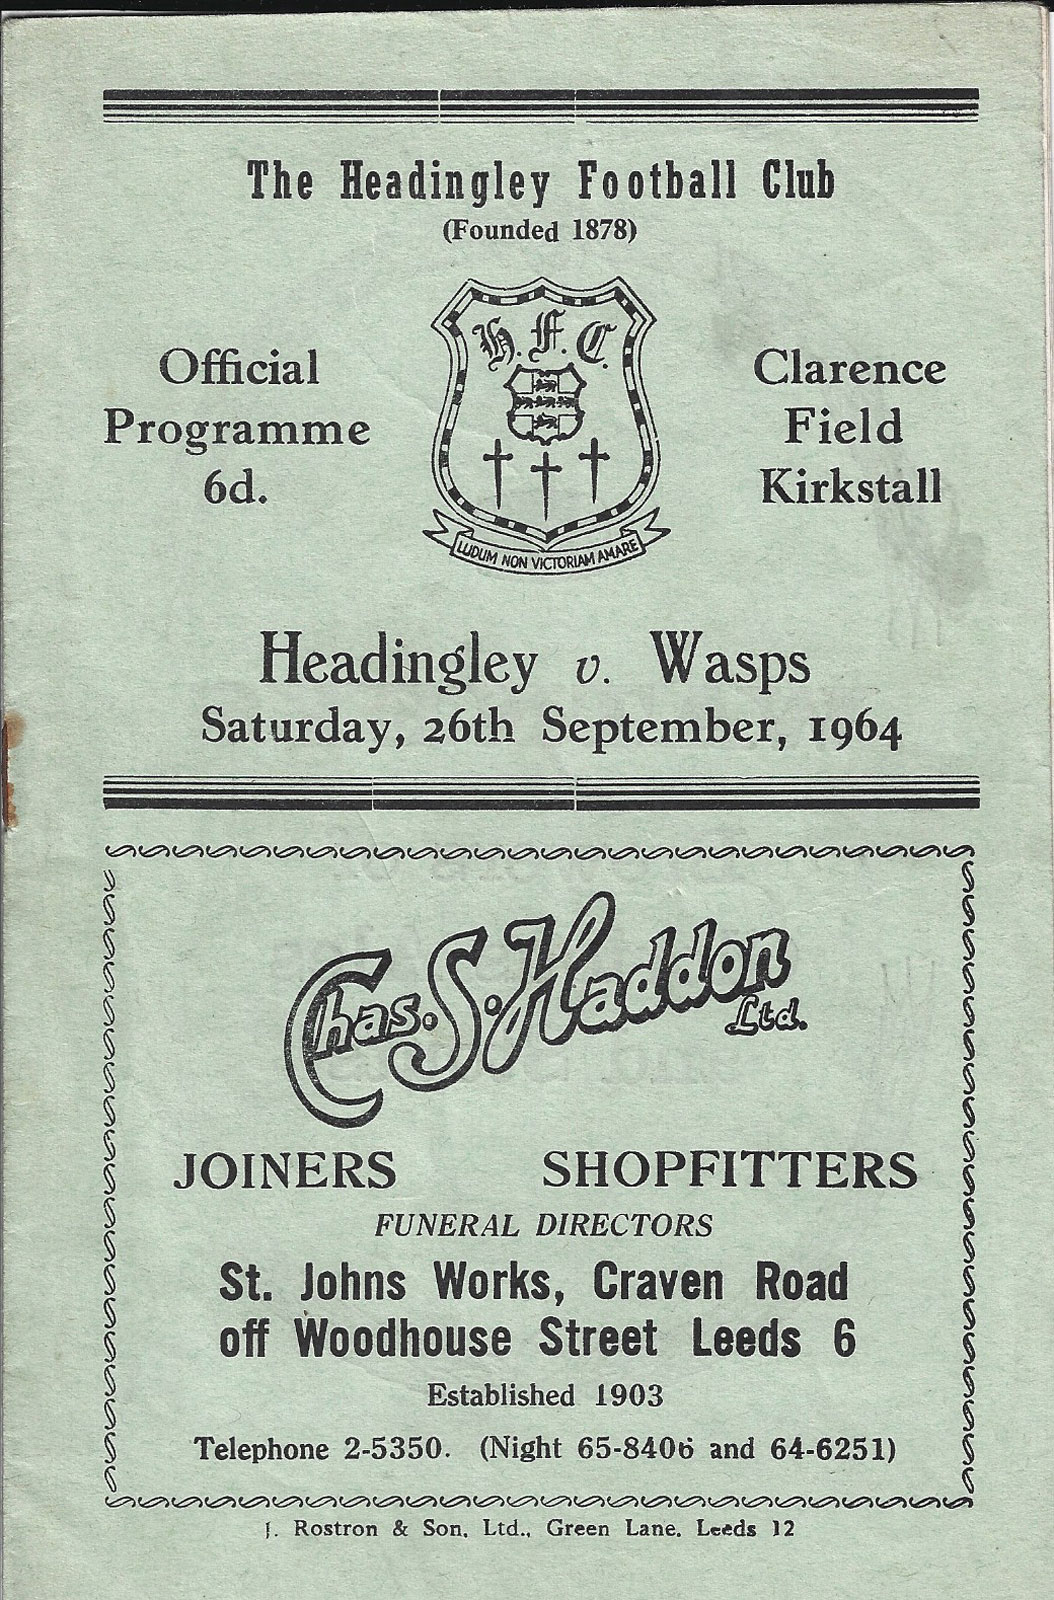 The Headingley Football Club
(Founded 1878)
H. F. C.
Official
Programme
6d.
Clarence
Field
Kirkstall
LUDUM NON VICTORIAM AMARE
Headingley v. Wasps
Saturday, 26th September, 1964
Chas. S. Haddon
Ltd.
JOINERS SHOPFITTERS
FUNERAL DIRECTORS
St. Johns Works, Craven Road
off Woodhouse Street Leeds 6
Established 1903
Telephone 2-5350. (Night 65-8406 and 64-6251)
J. Rostron & Son, Ltd., Green Lane, Leeds 12